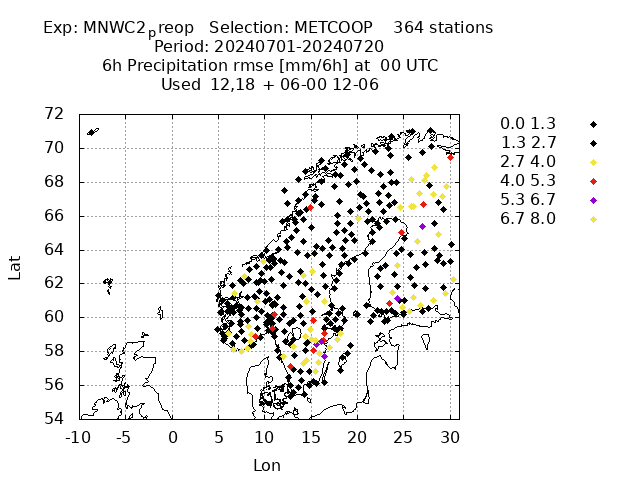 Exp: MNWC2preop Selection: METCOOP 364 stations
Period: 20240701-20240720
6h Precipitation rmse [mm/6h] at 00 UTC
Used 12,18 + 06-00 12-06
72
70
68
66
64
62
60
58
56
54
Lat
-10 -5 0 5 10 15 20 25 30
Lon
0.0 1.3
1.3 2.7
2.7 4.0
4.0 5.3
5.3 6.7
6.7 8.0